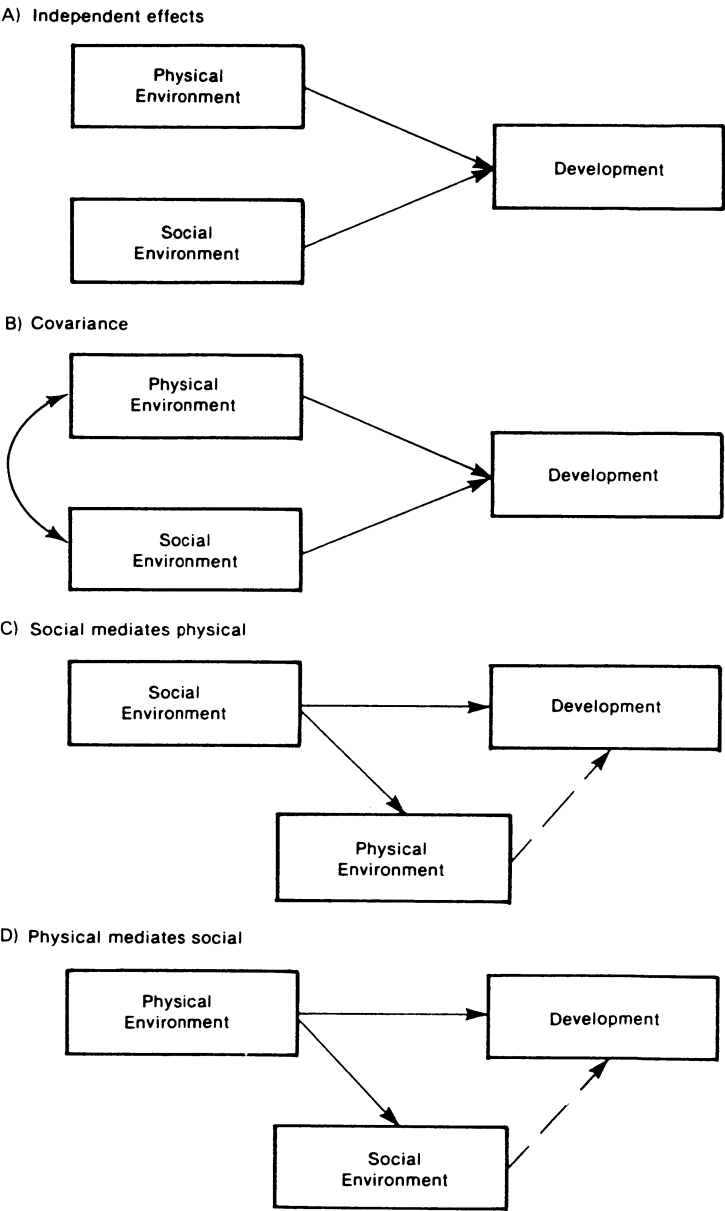 A) Independent effects
Physical
Environment
Development
Social
Environment
B) Covariance
Physical
Environment
Development
Social
Environment
C) Social mediates physical
Social
Environment
Development
Physical
Environment
D) Physical mediates social
Physical
Environment
Development
Social
Environment